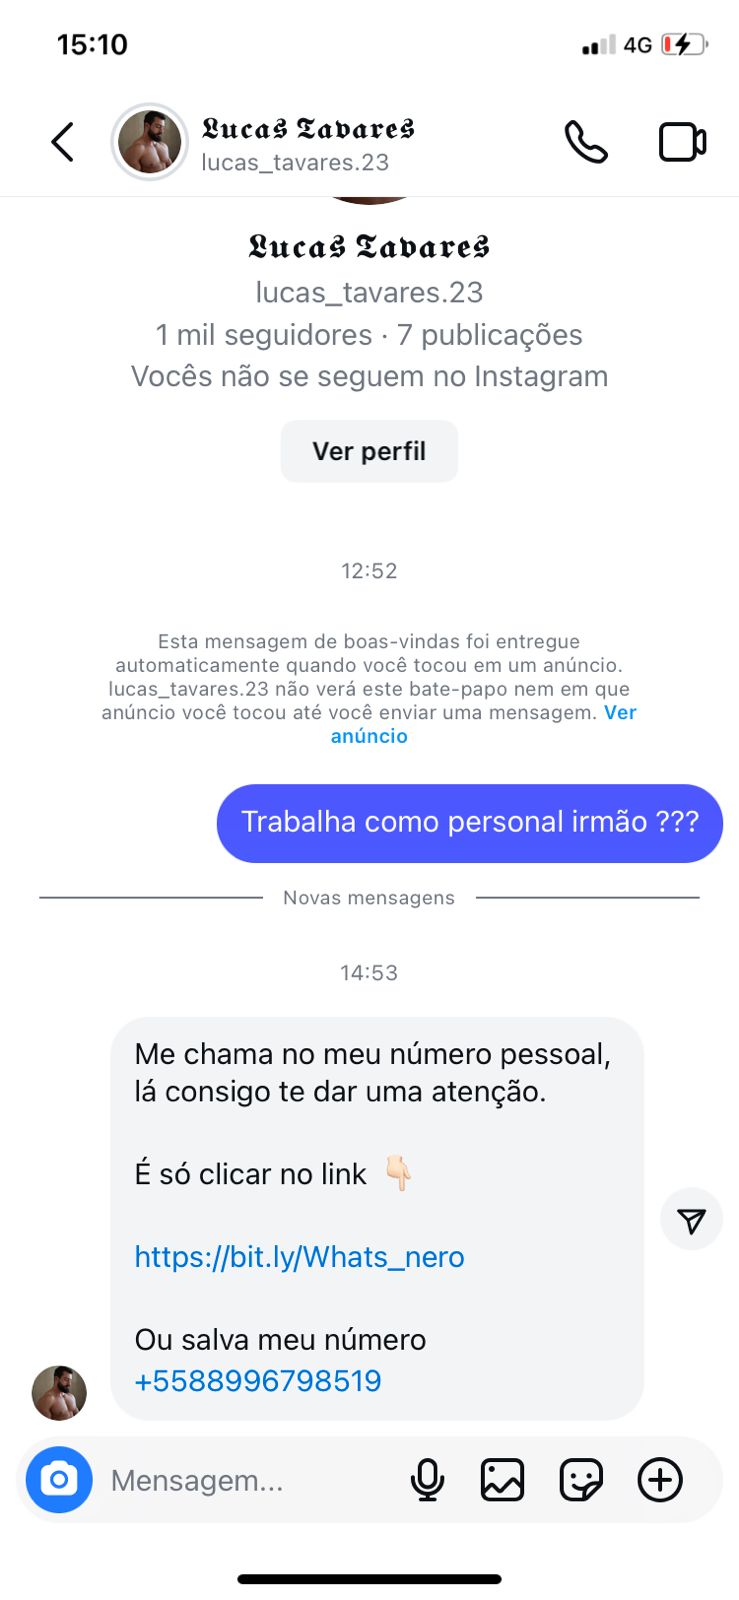 15:10
4G
𝕷𝖚𝖈𝖆𝖘 𝕿𝖆𝖛𝖆𝖗𝖊𝖘
lucas_tavares.23
𝕷𝖚𝖈𝖆𝖘 𝕿𝖆𝖛𝖆𝖗𝖊𝖘
lucas_tavares.23
1 mil seguidores · 7 publicações
Vocês não se seguem no Instagram
Ver perfil
12:52
Esta mensagem de boas-vindas foi entregue
automaticamente quando você tocou em um anúncio.
lucas_tavares.23 não verá este bate-papo nem em que
anúncio você tocou até você enviar uma mensagem. Ver
anúncio
Trabalha como personal irmão ???
Novas mensagens
14:53
Me chama no meu número pessoal,
lá consigo te dar uma atenção.
É só clicar no link 👇🏻
https://bit.ly/Whats_nero
Ou salva meu número
+5588996798519
Mensagem...